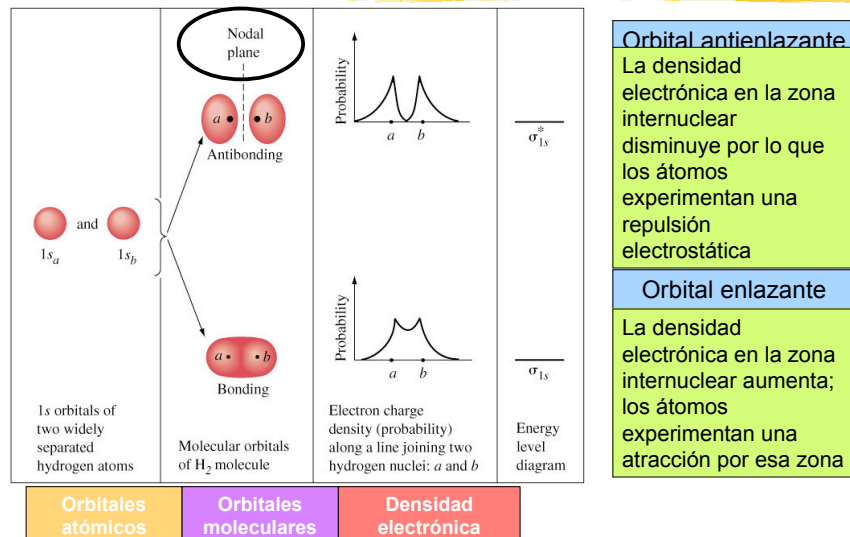 Nodal
plane
a
b
Antibonding
Probability
a
b
σ*1s
1sa
and
1sb
a
b
Bonding
Probability
a
b
σ1s
1s orbitals of
two widely
separated
hydrogen atoms
Molecular orbitals
of H2 molecule
Electron charge
density (probability)
along a line joining two
hydrogen nuclei: a and b
Energy
level
diagram
Orbitales
atómicos
Orbitales
moleculares
Densidad
electrónica
Orbital antienlazante
La densidad
electrónica en la zona
internuclear
disminuye por lo que
los átomos
experimentan una
repulsión
electrostática
Orbital enlazante
La densidad
electrónica en la zona
internuclear aumenta;
los átomos
experimentan una
atracción por esa zona